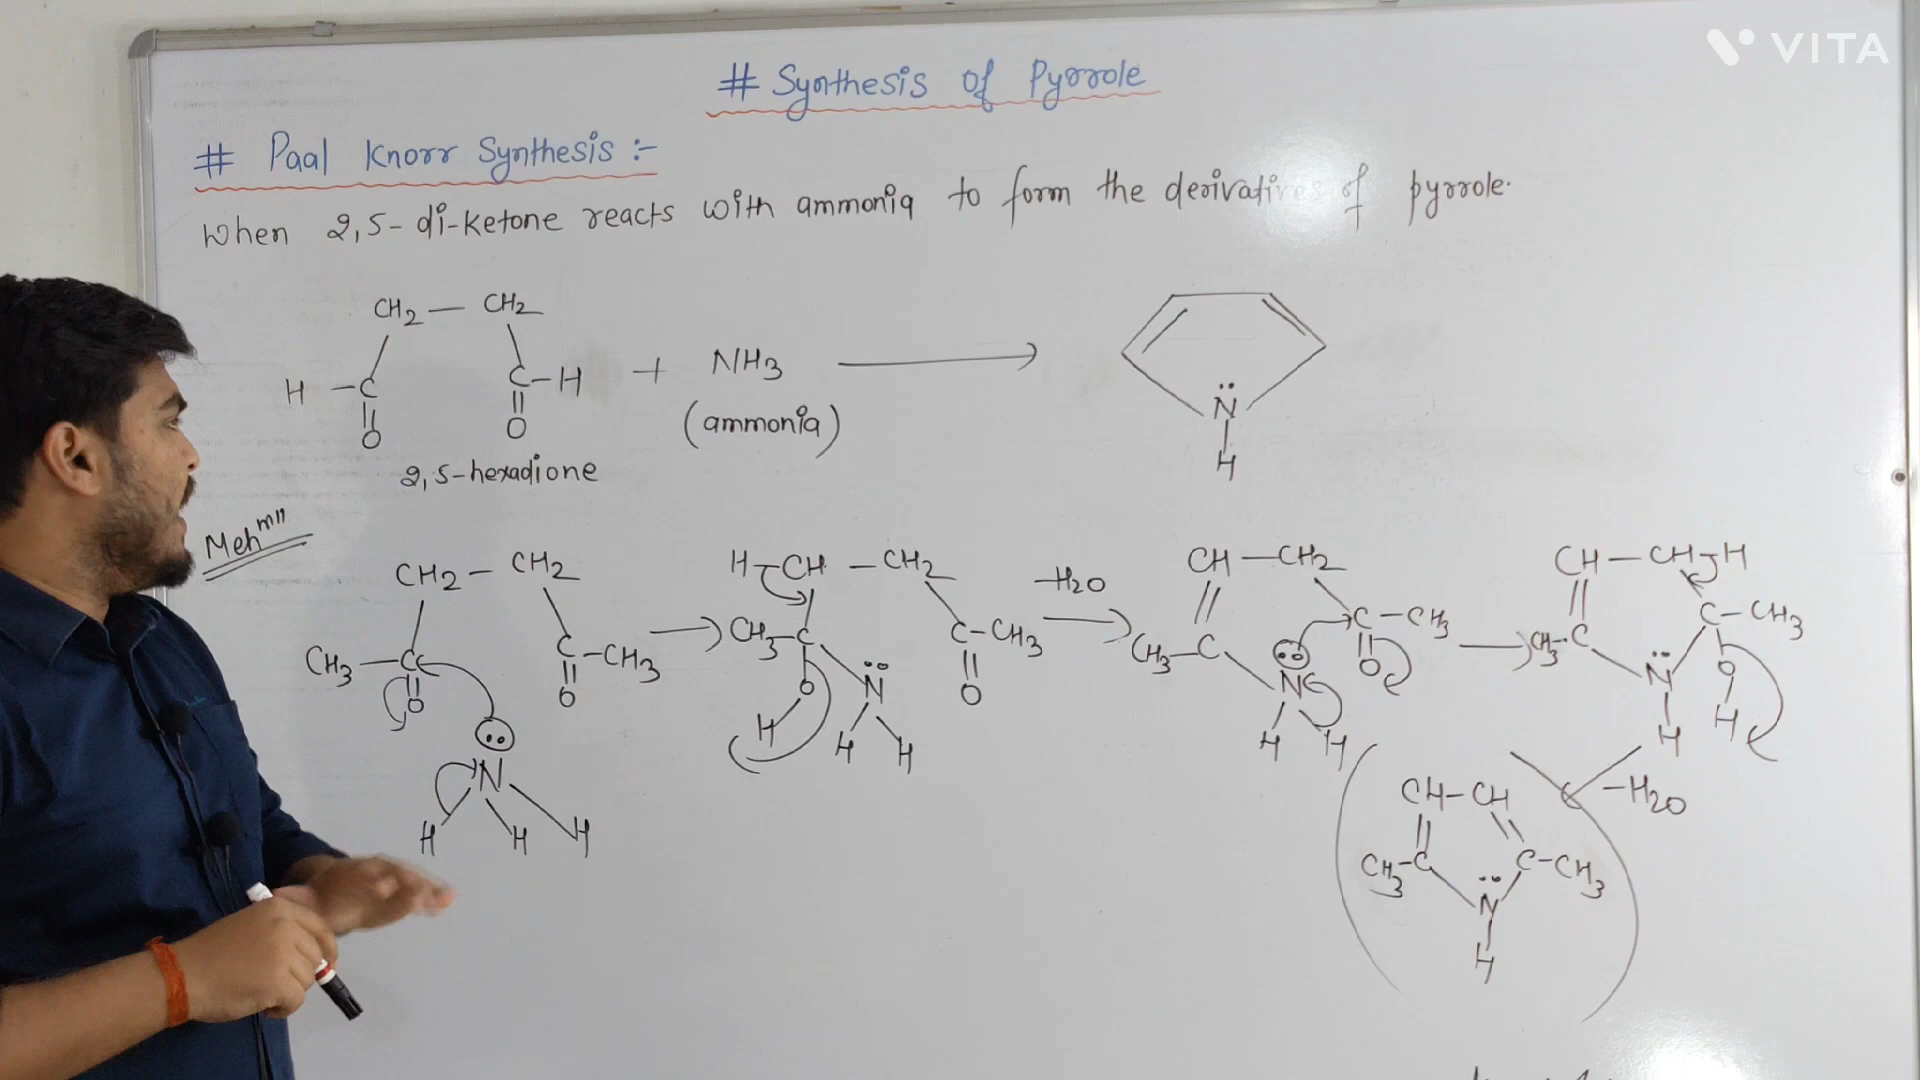 VITA
# Synthesis of Pyrrole
# Paal Knorr Synthesis :-
When 2,5- di-ketone reacts with ammonia to form the derivatives of pyrrole.
CH2 — CH2
H — C C — H + NH3
O O (ammonia) N
H
2,5-hexadione
Meh^m
CH2 — CH2 H CH — CH2 -H2O CH — CH2 CH — CH H
CH3 — C C — CH3 CH3 — C C — CH3 CH3 — C C — CH3 CH3 — C C — CH3
O O O N O N O N O
N H H H H H H H
H H H
CH — CH -H2O
CH3 — C C — CH3
N
H